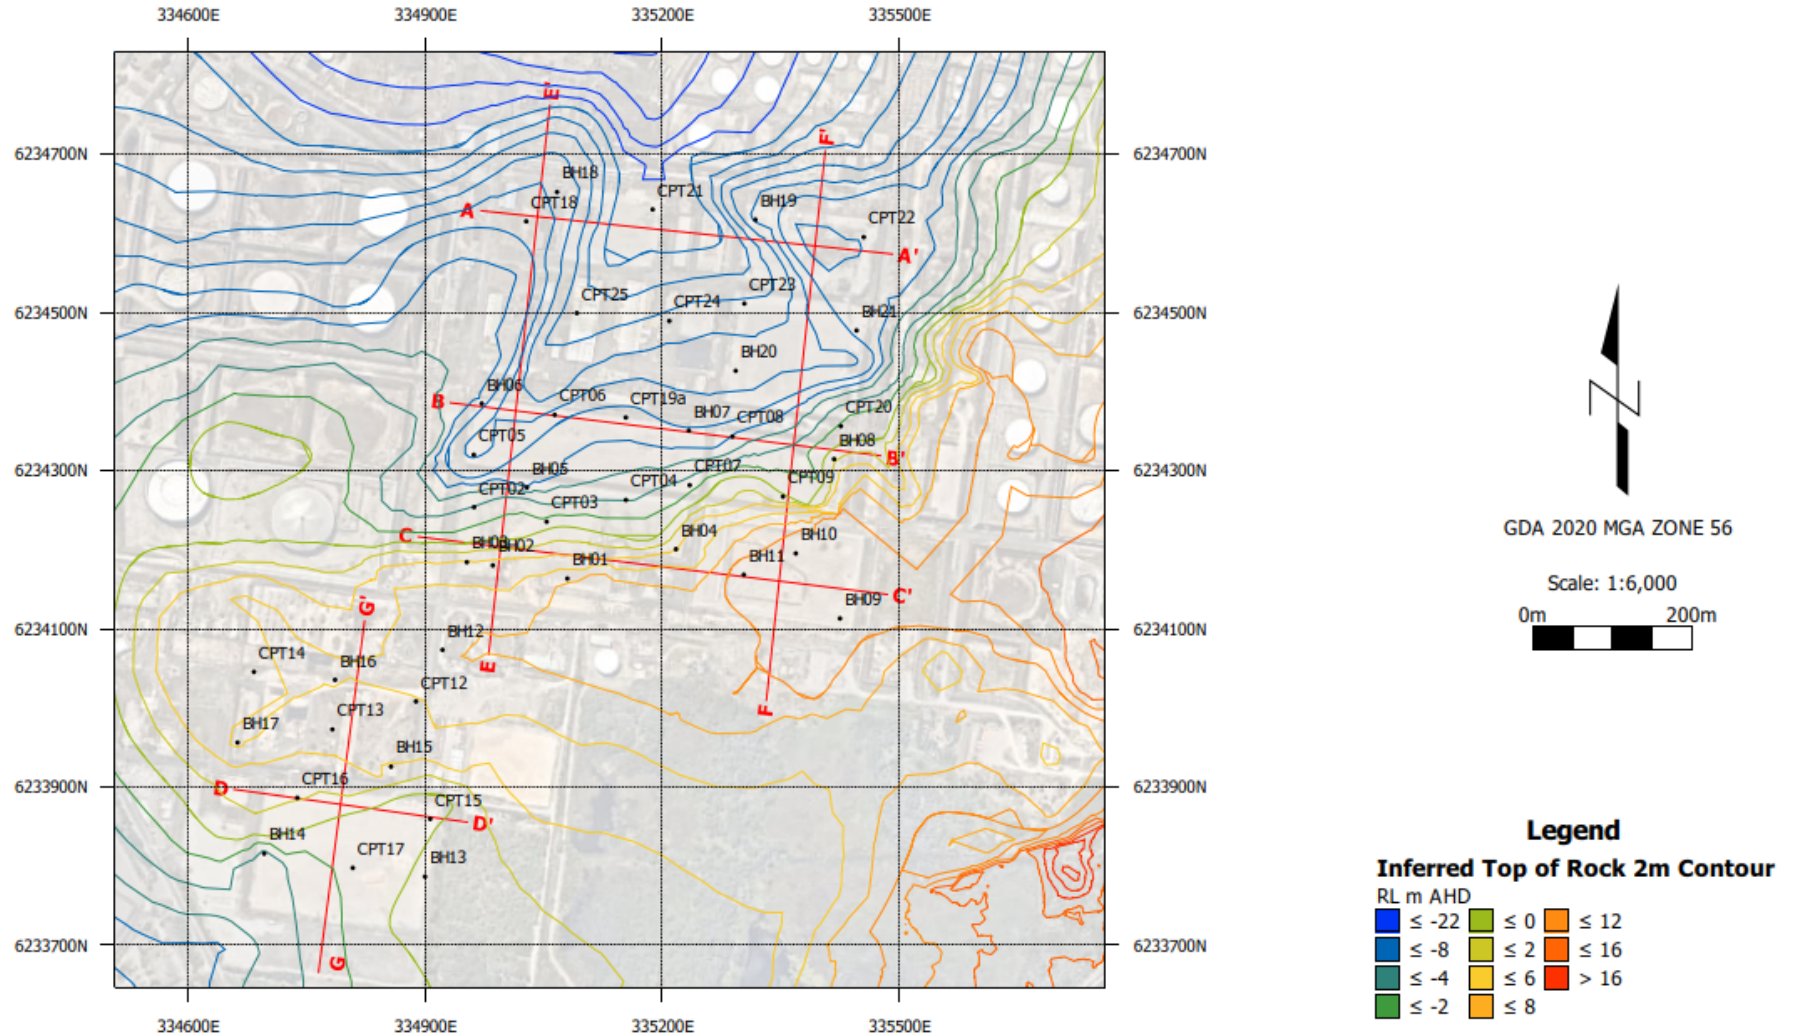 334600E 334900E 335200E 335500E
E'
F'
6234700N 6234700N
BH18
CPT21
A CPT18 BH19
CPT22
A'
CPT23
CPT25 CPT24
6234500N BH21 6234500N
BH20
BH06
B CPT06 CPT19a
BH07 CPT08 CPT20
CPT05 BH08
B'
6234300N BH05 CPT07 6234300N
CPT02 CPT04 CPT09
CPT03
C BH04 BH10
BH03 BH02
BH01 BH11
C'
G' BH09
6234100N BH12 6234100N
CPT14 BH16 E
CPT12
CPT13 F
BH17
BH15
6233900N D CPT16 6233900N
CPT15
D'
BH14
CPT17 BH13
6233700N 6233700N
G
334600E 334900E 335200E 335500E
GDA 2020 MGA ZONE 56
Scale: 1:6,000
0m 200m
Legend
Inferred Top of Rock 2m Contour
RL m AHD
≤ -22 ≤ 0 ≤ 12
≤ -8 ≤ 2 ≤ 16
≤ -4 ≤ 6 > 16
≤ -2 ≤ 8